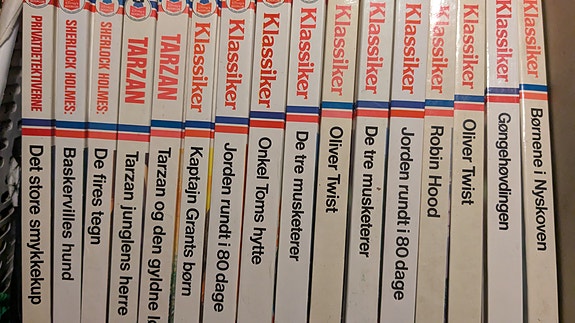 PRIVATDETEKTIVERNE
Det store smykkekup
SHERLOCK HOLMES:
Baskervilles hund
SHERLOCK HOLMES:
De fires tegn
TARZAN
Tarzan junglens herre
TARZAN
Tarzan og den gyldne
Klassiker
Kaptajn Grants børn
Klassiker
Jorden rundt i 80 dage
Klassiker
Onkel Toms hytte
Klassiker
De tre musketerer
Klassiker
Oliver Twist
Klassiker
De tre musketerer
Klassiker
Jorden rundt i 80 dage
Klassiker
Robin Hood
Klassiker
Oliver Twist
Klassiker
Gøngehøvdingen
Klassiker
Børnene i Nyskoven